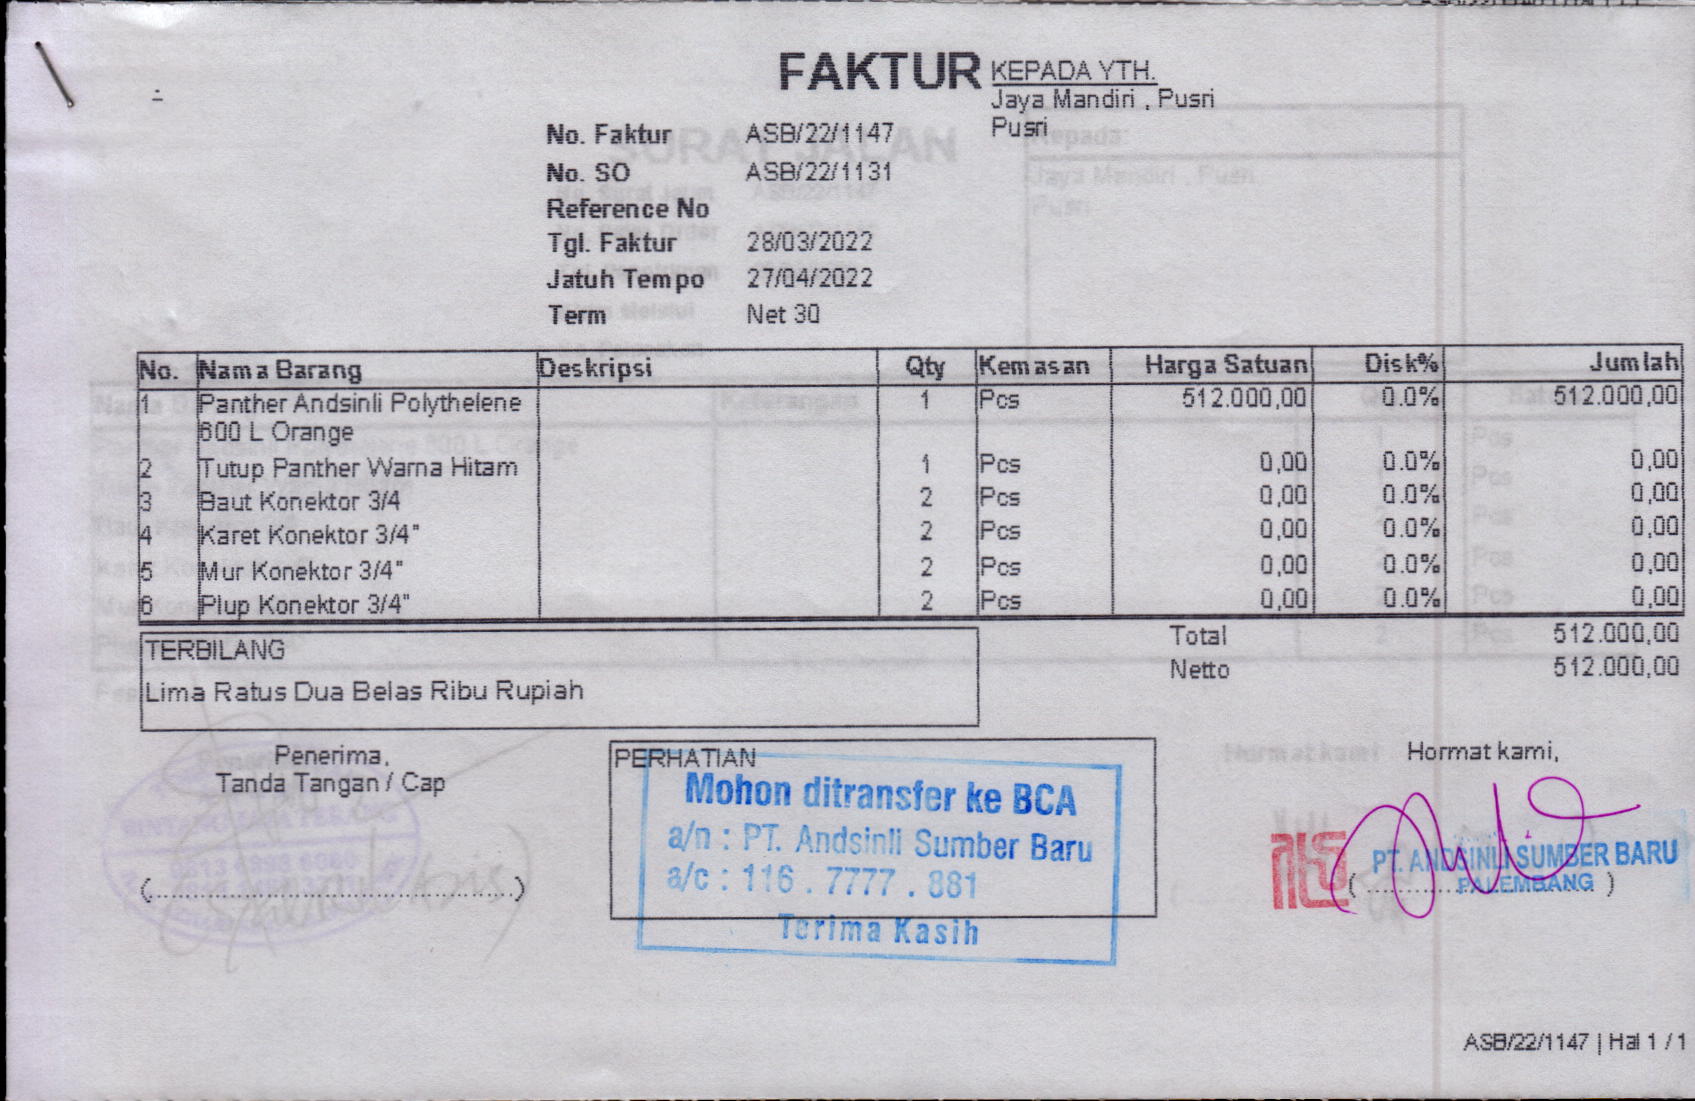 FAKTUR
KEPADA YTH.
Jaya Mandiri , Pusri
Pusri
No. Faktur ASB/22/1147
No. SO ASB/22/1131
Reference No
Tgl. Faktur 28/03/2022
Jatuh Tempo 27/04/2022
Term Net 30
No. Nama Barang Deskripsi Qty Kemasan Harga Satuan Disk% Jumlah
1 Panther Andsinli Polythelene 1 Pcs 512.000,00 0.0% 512.000,00
600 L Orange
2 Tutup Panther Warna Hitam 1 Pcs 0,00 0.0% 0,00
3 Baut Konektor 3/4 2 Pcs 0,00 0.0% 0,00
4 Karet Konektor 3/4" 2 Pcs 0,00 0.0% 0,00
5 Mur Konektor 3/4" 2 Pcs 0,00 0.0% 0,00
6 Plup Konektor 3/4" 2 Pcs 0,00 0.0% 0,00
Total 512.000,00
Netto 512.000,00
TERBILANG
Lima Ratus Dua Belas Ribu Rupiah
Penerima,
Tanda Tangan / Cap
(..............................)
PERHATIAN
Mohon ditransfer ke BCA
a/n : PT. Andsinli Sumber Baru
a/c : 116 . 7777 . 881
Terima Kasih
Hormat kami,
PT. ANDSINLI SUMBER BARU
PALEMBANG
ASB/22/1147 | Hal 1 / 1